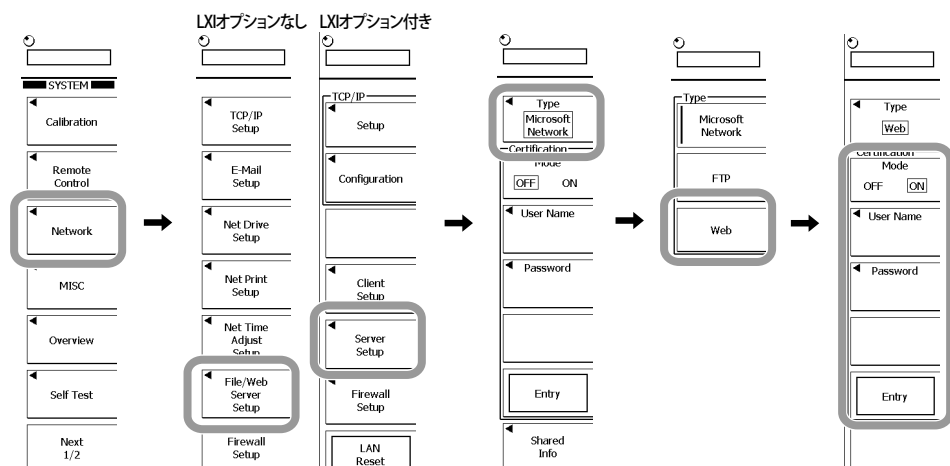 LXIオプションなし
LXIオプション付き
SYSTEM
Calibration
Remote
Control
Network
MISC
Overview
Self Test
Next
1/2
TCP/IP
Setup
E-Mail
Setup
Net Drive
Setup
Net Print
Setup
Net Time
Adjust
Setup
File/Web
Server
Setup
Firewall
Setup
TCP/IP
Setup
Configuration
Client
Setup
Server
Setup
Firewall
Setup
LAN
Reset
Type
Microsoft
Network
Certification
Mode
OFF ON
User Name
Password
Entry
Shared
Info
Type
Microsoft
Network
FTP
Web
Type
Web
Certification
Mode
OFF ON
User Name
Password
Entry